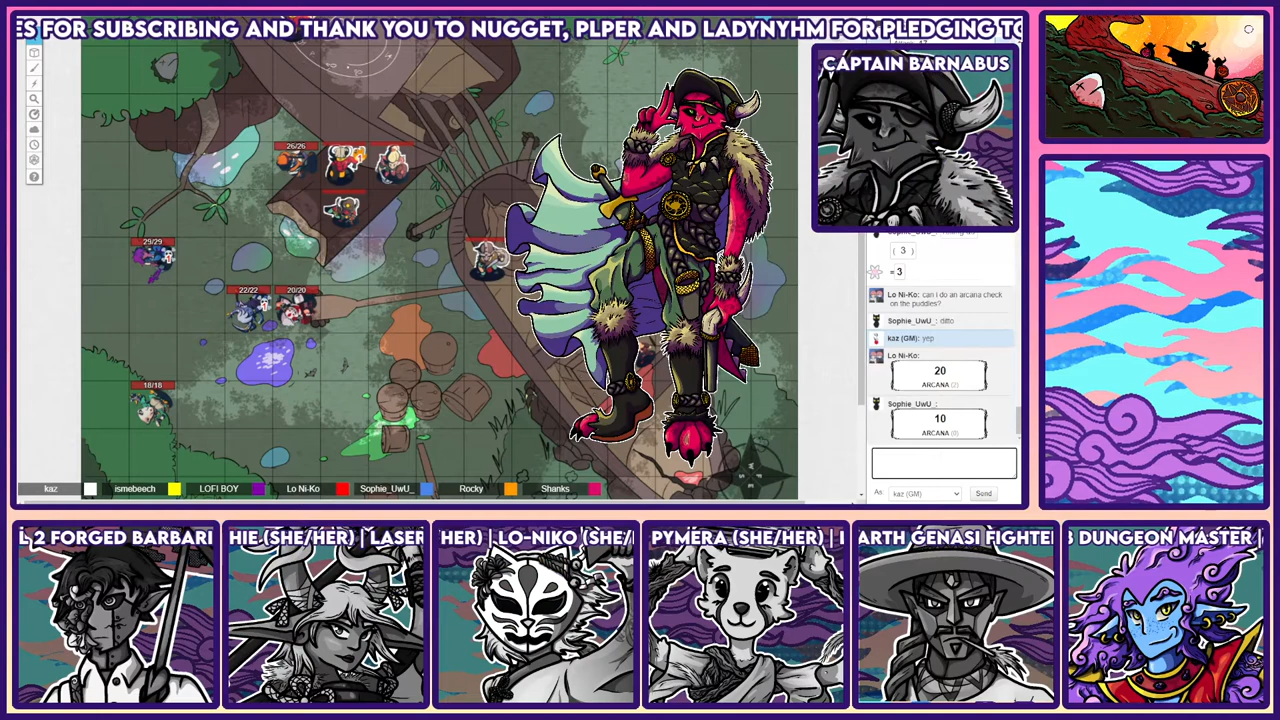 ES FOR SUBSCRIBING AND THANK YOU TO NUGGET, PLPER AND LADYNYHM FOR PLEDGING TO
CAPTAIN BARNABUS
26/26
29/29
22/22
20/20
18/18
( 3 )
= 3
Lo Ni-Ko: can i do an arcana check
on the puddles?
Sophie_UwU_: ditto
kaz (GM): yep
Lo Ni-Ko:
20
ARCANA (2)
Sophie_UwU_:
10
ARCANA (0)
As: kaz (GM) Send
kaz ismebeech LOFI BOY Lo Ni-Ko Sophie_UwU_ Rocky Shanks
L 2 FORGED BARBARI
HIE (SHE/HER) | LASER
HER) | LO-NIKO (SHE/
PYMERA (SHE/HER) |
ARTH GENASI FIGHTE
DUNGEON MASTER |